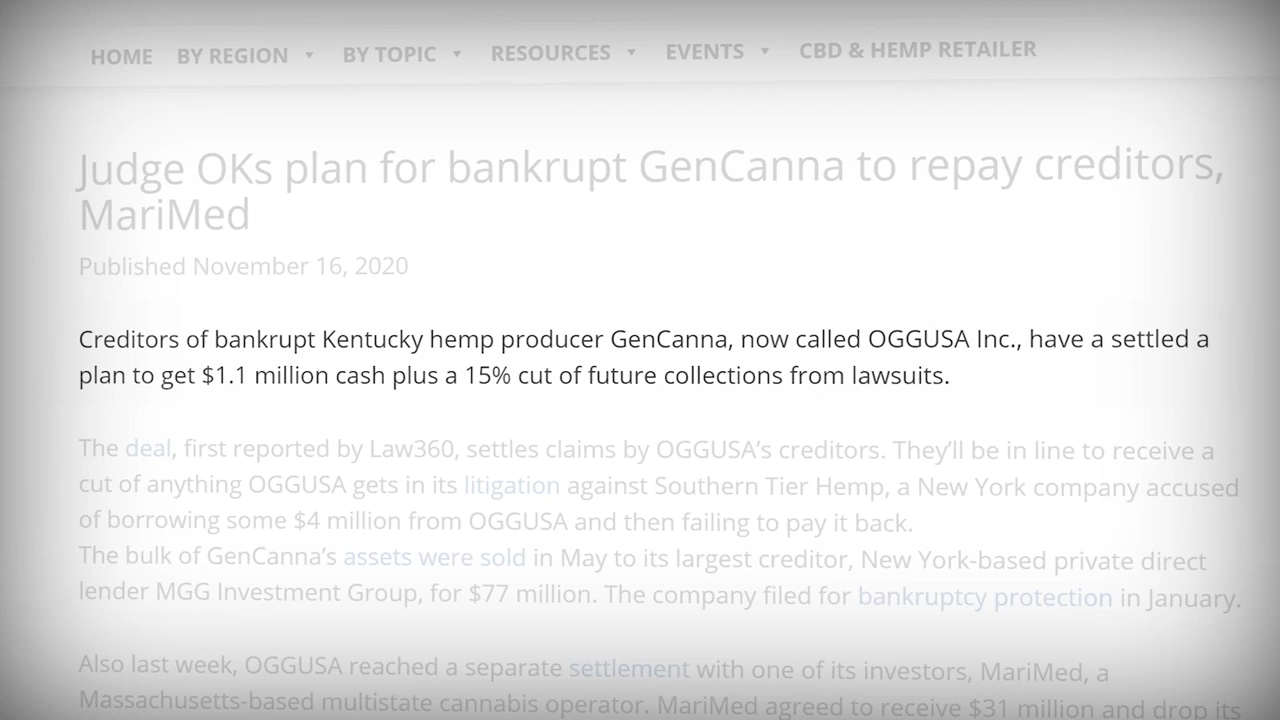 HOME BY REGION BY TOPIC RESOURCES EVENTS CBD & HEMP RETAILER
Judge OKs plan for bankrupt GenCanna to repay creditors,
MariMed
Published November 16, 2020
Creditors of bankrupt Kentucky hemp producer GenCanna, now called OGGUSA Inc., have a settled a
plan to get $1.1 million cash plus a 15% cut of future collections from lawsuits.
The deal, first reported by Law360, settles claims by OGGUSA’s creditors. They’ll be in line to receive a
cut of anything OGGUSA gets in its litigation against Southern Tier Hemp, a New York company accused
of borrowing some $4 million from OGGUSA and then failing to pay it back.
The bulk of GenCanna’s assets were sold in May to its largest creditor, New York-based private direct
lender MGG Investment Group, for $77 million. The company filed for bankruptcy protection in January.
Also last week, OGGUSA reached a separate settlement with one of its investors, MariMed, a
Massachusetts-based multistate cannabis operator. MariMed agreed to receive $31 million and drop its